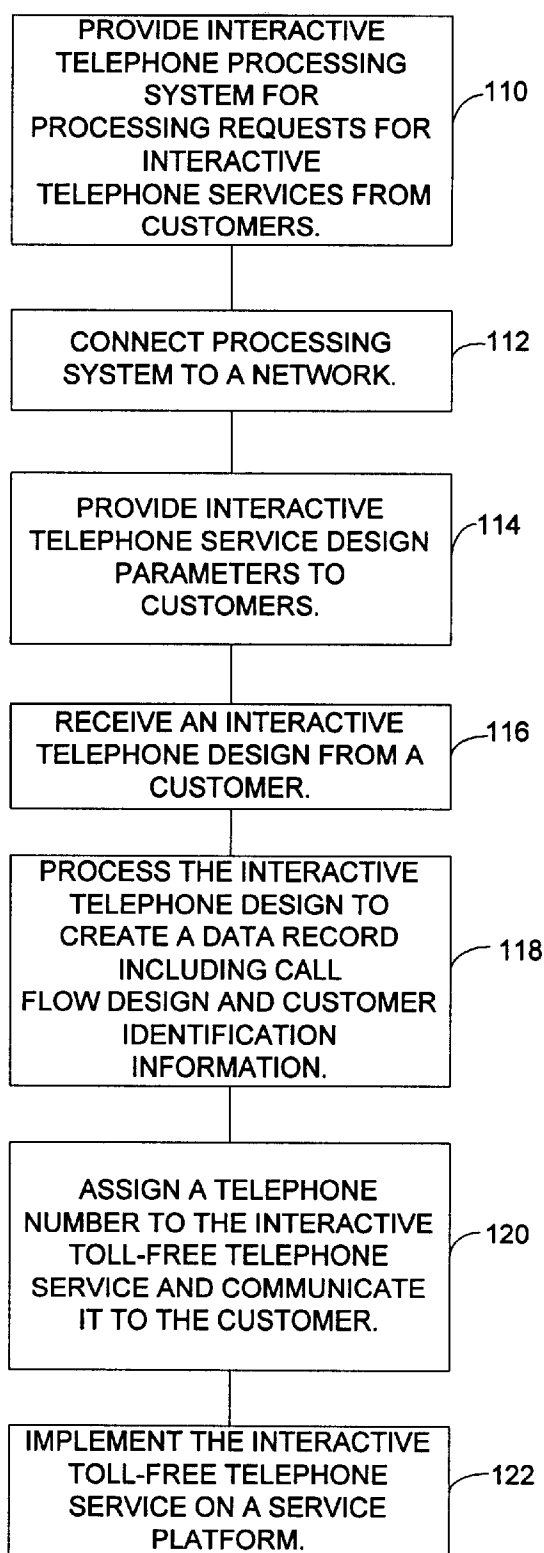 PROVIDE INTERACTIVE
TELEPHONE PROCESSING
SYSTEM FOR
PROCESSING REQUESTS FOR
INTERACTIVE
TELEPHONE SERVICES FROM
CUSTOMERS.
110
CONNECT PROCESSING
SYSTEM TO A NETWORK.
112
PROVIDE INTERACTIVE
TELEPHONE SERVICE DESIGN
PARAMETERS TO
CUSTOMERS.
114
RECEIVE AN INTERACTIVE
TELEPHONE DESIGN FROM A
CUSTOMER.
116
PROCESS THE INTERACTIVE
TELEPHONE DESIGN TO
CREATE A DATA RECORD
INCLUDING CALL
FLOW DESIGN AND CUSTOMER
IDENTIFICATION
INFORMATION.
118
ASSIGN A TELEPHONE
NUMBER TO THE INTERACTIVE
TOLL-FREE TELEPHONE
SERVICE AND COMMUNICATE
IT TO THE CUSTOMER.
120
IMPLEMENT THE INTERACTIVE
TOLL-FREE TELEPHONE
SERVICE ON A SERVICE
PLATFORM.
122